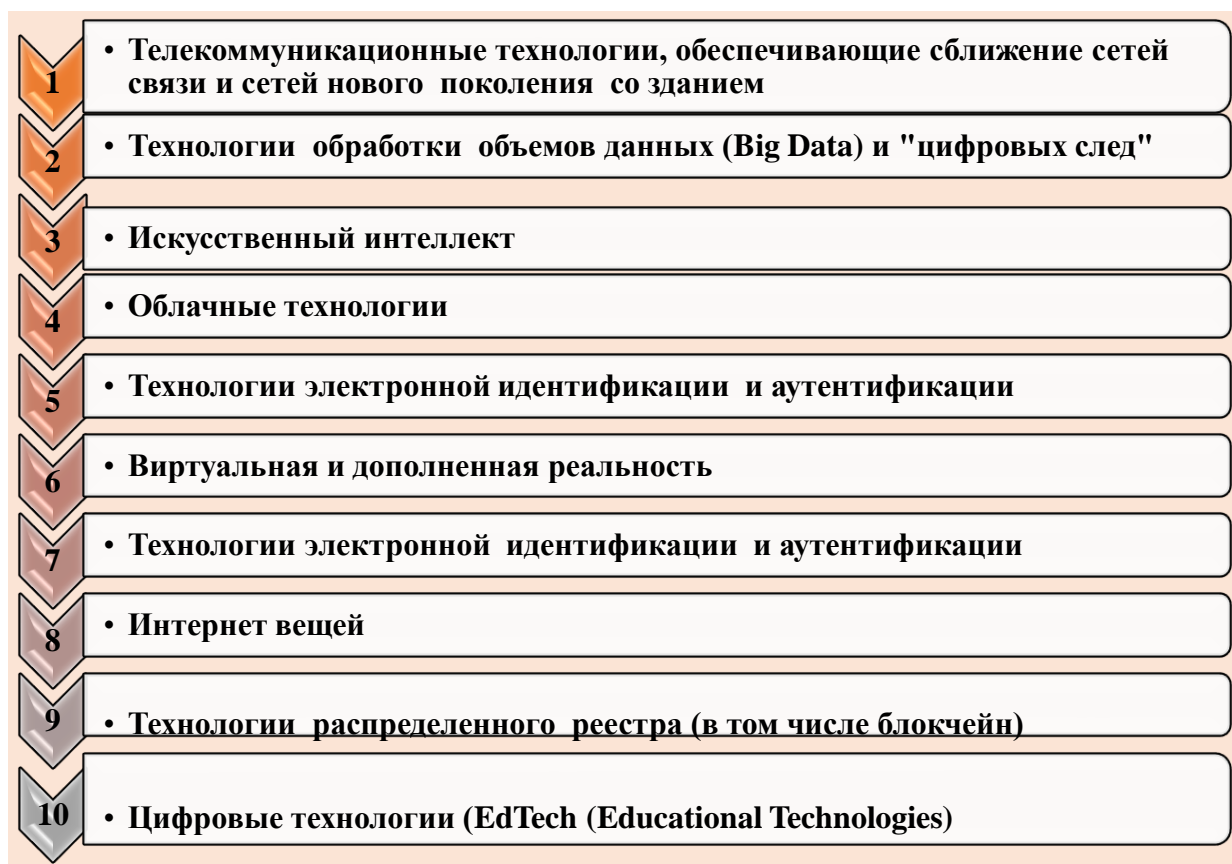 1
• Телекоммуникационные технологии, обеспечивающие сближение сетей
связи и сетей нового поколения со зданием
2
• Технологии обработки объемов данных (Big Data) и "цифровых след"
3
• Искусственный интеллект
4
• Облачные технологии
5
• Технологии электронной идентификации и аутентификации
6
• Виртуальная и дополненная реальность
7
• Технологии электронной идентификации и аутентификации
8
• Интернет вещей
9
• Технологии распределенного реестра (в том числе блокчейн)
10
• Цифровые технологии (EdTech (Educational Technologies)